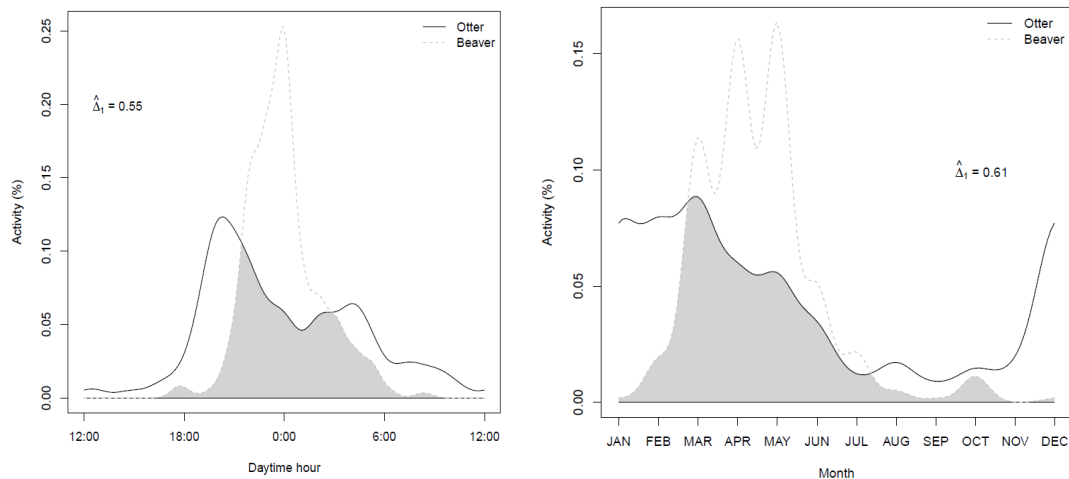 Otter
Beaver
Δ̂₁ = 0.55
Activity (%)
0.25
0.20
0.15
0.10
0.05
0.00
12:00 18:00 0:00 6:00 12:00
Daytime hour
Otter
Beaver
Δ̂₁ = 0.61
Activity (%)
0.15
0.10
0.05
0.00
JAN FEB MAR APR MAY JUN JUL AUG SEP OCT NOV DEC
Month